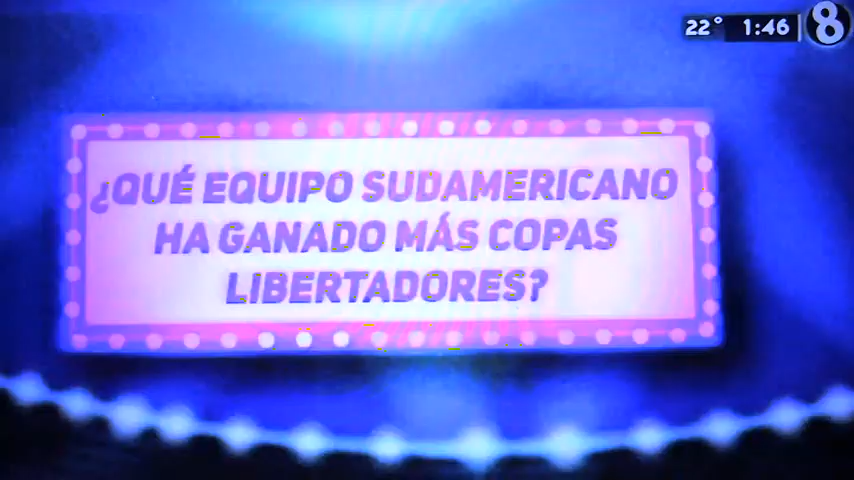 22° 1:46 8
¿QUÉ EQUIPO SUDAMERICANO
HA GANADO MÁS COPAS
LIBERTADORES?